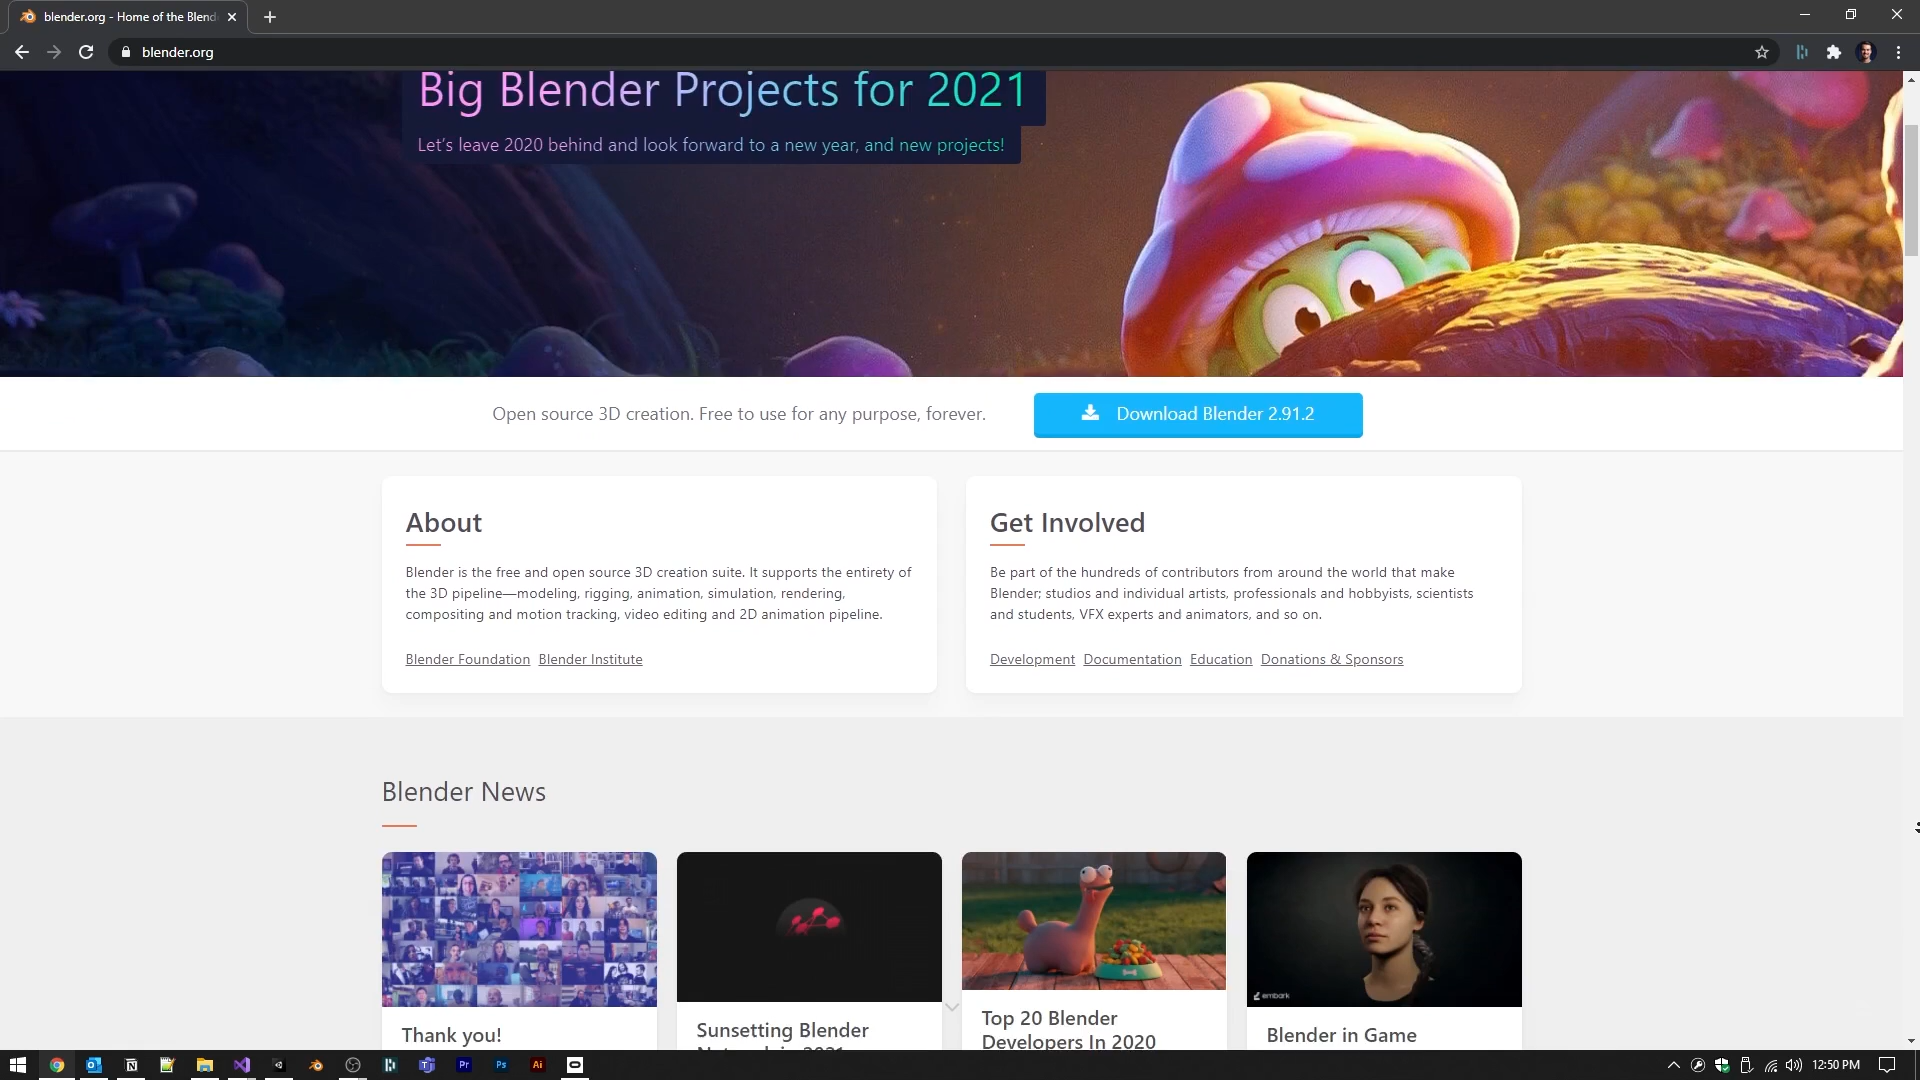 blender.org - Home of the Blend
blender.org
Big Blender Projects for 2021
Let's leave 2020 behind and look forward to a new year, and new projects!
Open source 3D creation. Free to use for any purpose, forever.
Download Blender 2.91.2
About
Blender is the free and open source 3D creation suite. It supports the entirety of
the 3D pipeline—modeling, rigging, animation, simulation, rendering,
compositing and motion tracking, video editing and 2D animation pipeline.
Blender Foundation Blender Institute
Get Involved
Be part of the hundreds of contributors from around the world that make
Blender; studios and individual artists, professionals and hobbyists, scientists
and students, VFX experts and animators, and so on.
Development Documentation Education Donations & Sponsors
Blender News
embark
Thank you!
Sunsetting Blender
Network in 2021
Top 20 Blender
Developers In 2020
Blender in Game
Pr
Ps
Ai
12:50 PM